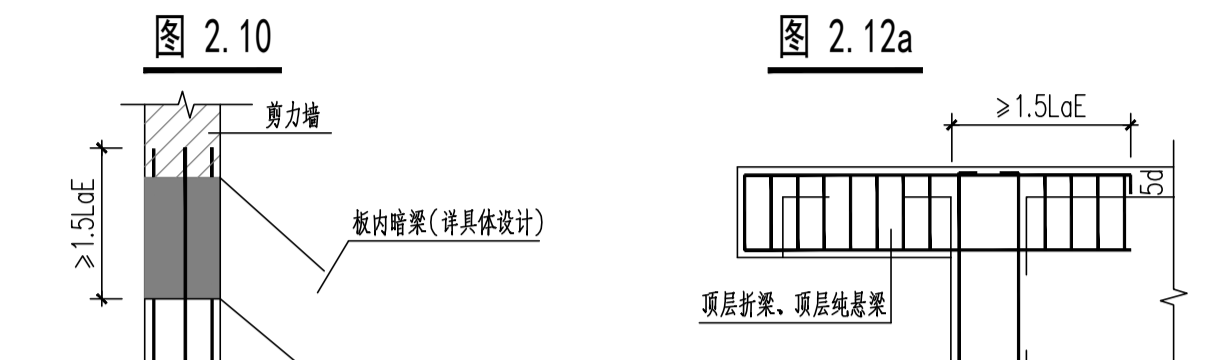 图 2.10
剪力墙
≥1.5LaE
板内暗梁(详具体设计)
图 2.12a
≥1.5LaE
5d
顶层折梁、顶层纯悬梁